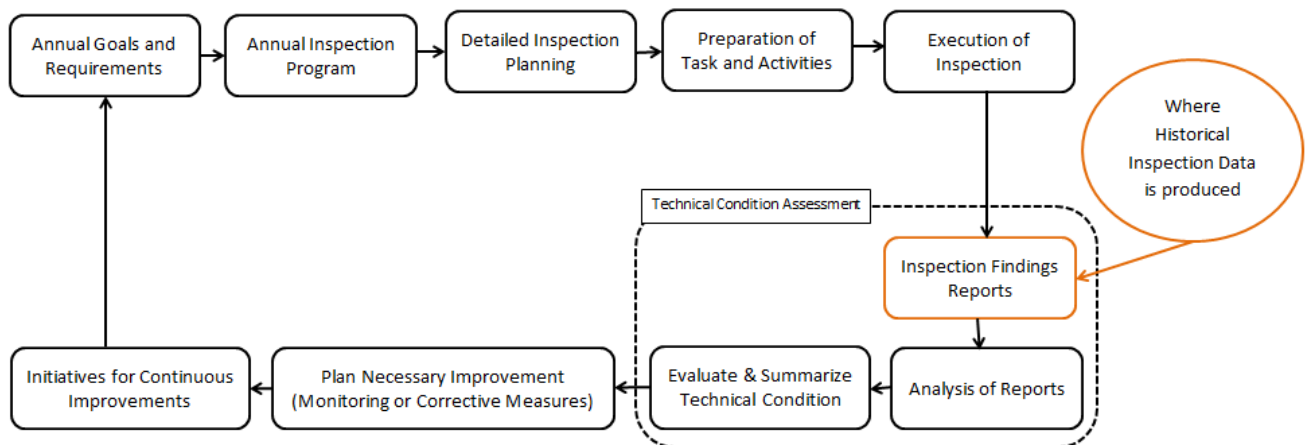 Annual Goals and
Requirements
Annual Inspection
Program
Detailed Inspection
Planning
Preparation of
Task and Activities
Execution of
Inspection
Where
Historical
Inspection Data
is produced
Technical Condition Assessment
Inspection Findings
Reports
Initiatives for Continuous
Improvements
Plan Necessary Improvement
(Monitoring or Corrective Measures)
Evaluate & Summarize
Technical Condition
Analysis of Reports